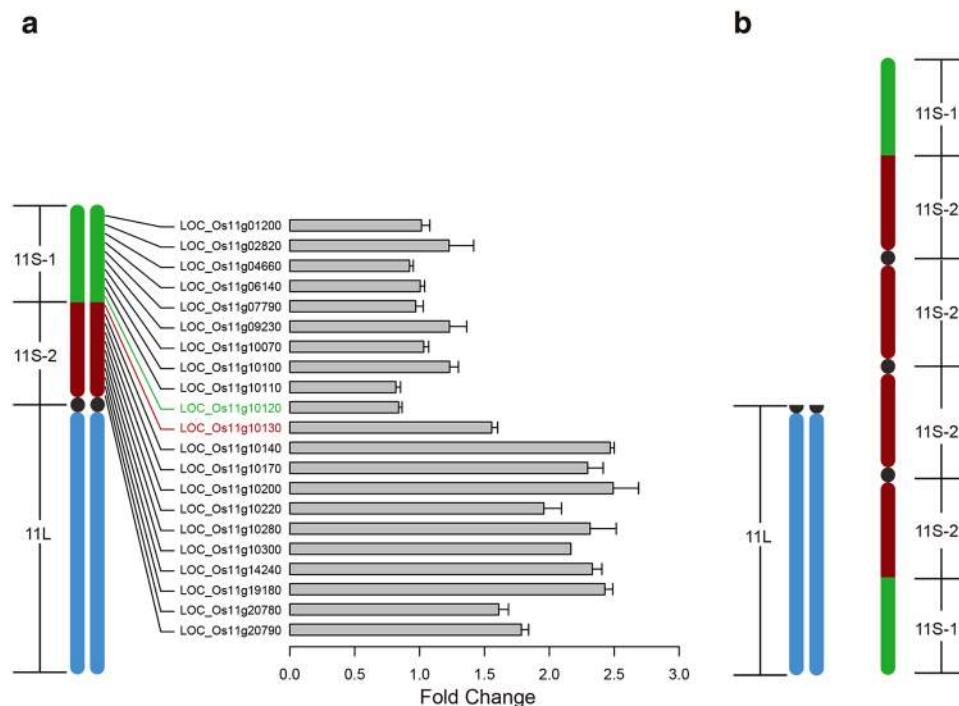 a
11S-1
11S-2
11L
LOC_Os11g01200
LOC_Os11g02820
LOC_Os11g04660
LOC_Os11g06140
LOC_Os11g07790
LOC_Os11g09230
LOC_Os11g10070
LOC_Os11g10100
LOC_Os11g10110
LOC_Os11g10120
LOC_Os11g10130
LOC_Os11g10140
LOC_Os11g10170
LOC_Os11g10200
LOC_Os11g10220
LOC_Os11g10280
LOC_Os11g10300
LOC_Os11g14240
LOC_Os11g19180
LOC_Os11g20780
LOC_Os11g20790
0.0 0.5 1.0 1.5 2.0 2.5 3.0
Fold Change
b
11L
11S-1
11S-2
11S-2
11S-2
11S-2
11S-1